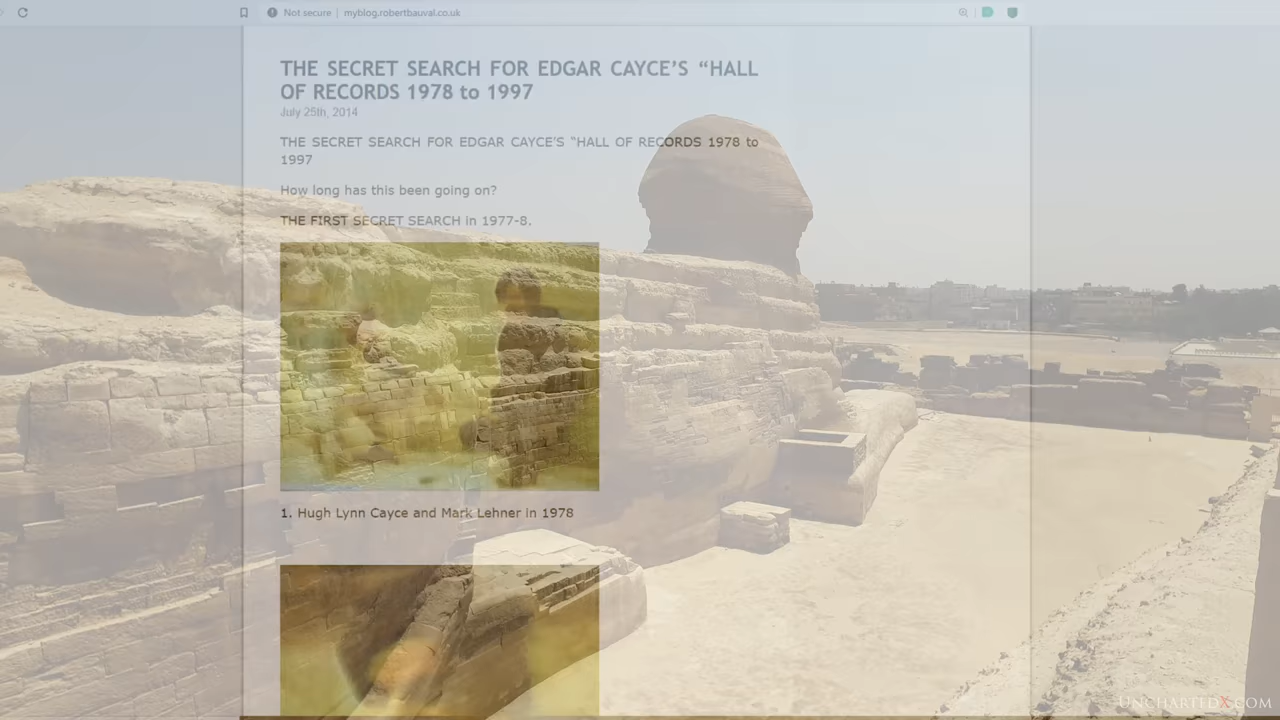 Not secure | myblog.robertbauval.co.uk
THE SECRET SEARCH FOR EDGAR CAYCE’S “HALL
OF RECORDS 1978 to 1997
July 25th, 2014
THE SECRET SEARCH FOR EDGAR CAYCE’S “HALL OF RECORDS 1978 to
1997
How long has this been going on?
THE FIRST SECRET SEARCH in 1977-8.
1. Hugh Lynn Cayce and Mark Lehner in 1978
UNCHARTEDX.COM